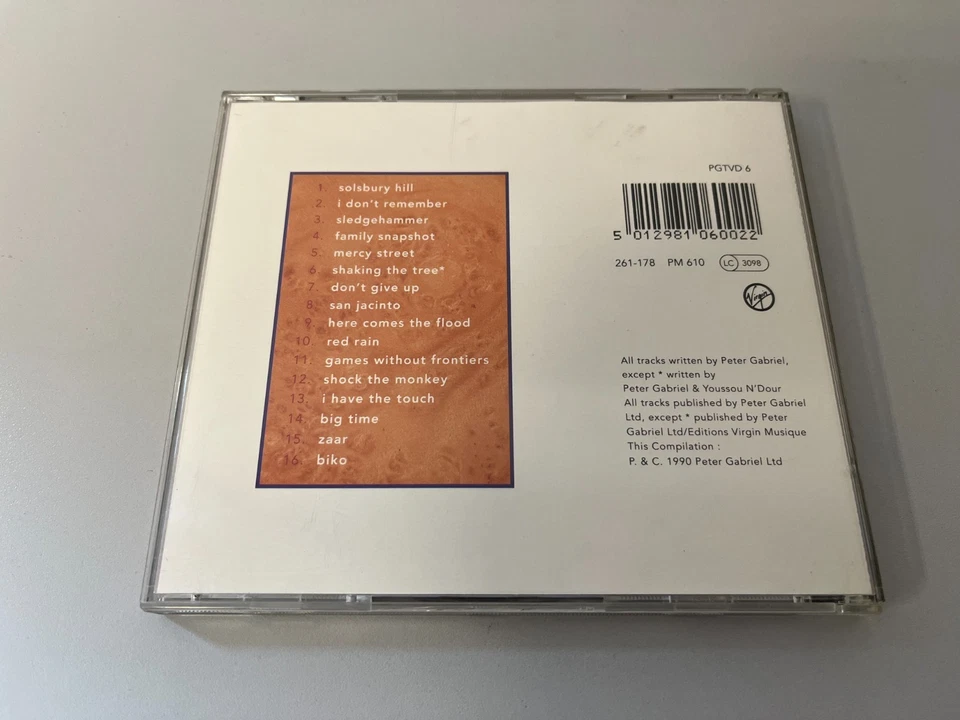 1. solsbury hill
2. i don't remember
3. sledgehammer
4. family snapshot
5. mercy street
6. shaking the tree*
7. don't give up
8. san jacinto
9. here comes the flood
10. red rain
11. games without frontiers
12. shock the monkey
13. i have the touch
14. big time
15. zaar
16. biko
PGTVD 6
5 012981 060022
261-178 PM 610 LC 3098
Virgin
All tracks written by Peter Gabriel,
except * written by
Peter Gabriel & Youssou N'Dour
All tracks published by Peter Gabriel
Ltd, except * published by Peter
Gabriel Ltd/Editions Virgin Musique
This Compilation :
P. & C. 1990 Peter Gabriel Ltd